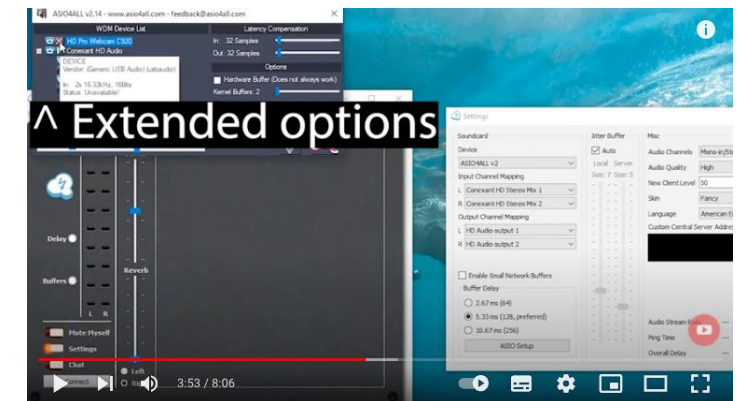 ASIO4ALL v2.14 - www.asio4all.com - feedback@asio4all.com
WDM Device List
HD Pro Webcam C920
Conexant HD Audio
DEVICE
Vendor: (Generic USB Audio) (usbaudio)
In: 2x 16-32kHz, 16Bits
Status: Unavailable!
Latency Compensation
In: 32 Samples
Out: 32 Samples
Options
Hardware Buffer (Does not always work)
Kernel Buffers: 2
^ Extended options
Delay
Buffers
Reverb
L R
Mute Myself
Settings
Chat
Left
Settings
Soundcard
Device
ASIO4ALL v2
Input Channel Mapping
L Conexant HD Stereo Mix 1
R Conexant HD Stereo Mix 2
Output Channel Mapping
L HD Audio output 1
R HD Audio output 2
Enable Small Network Buffers
Buffer Delay
2.67 ms (64)
5.33 ms (128, preferred)
10.67 ms (256)
ASIO Setup
Jitter Buffer
Auto
Local Server
Size: 7 Size: 5
Misc
Audio Channels
Audio Quality High
New Client Level 50
Skin Fancy
Language
Custom Central Server
Ping Time
Overall Delay
3:53 / 8:06